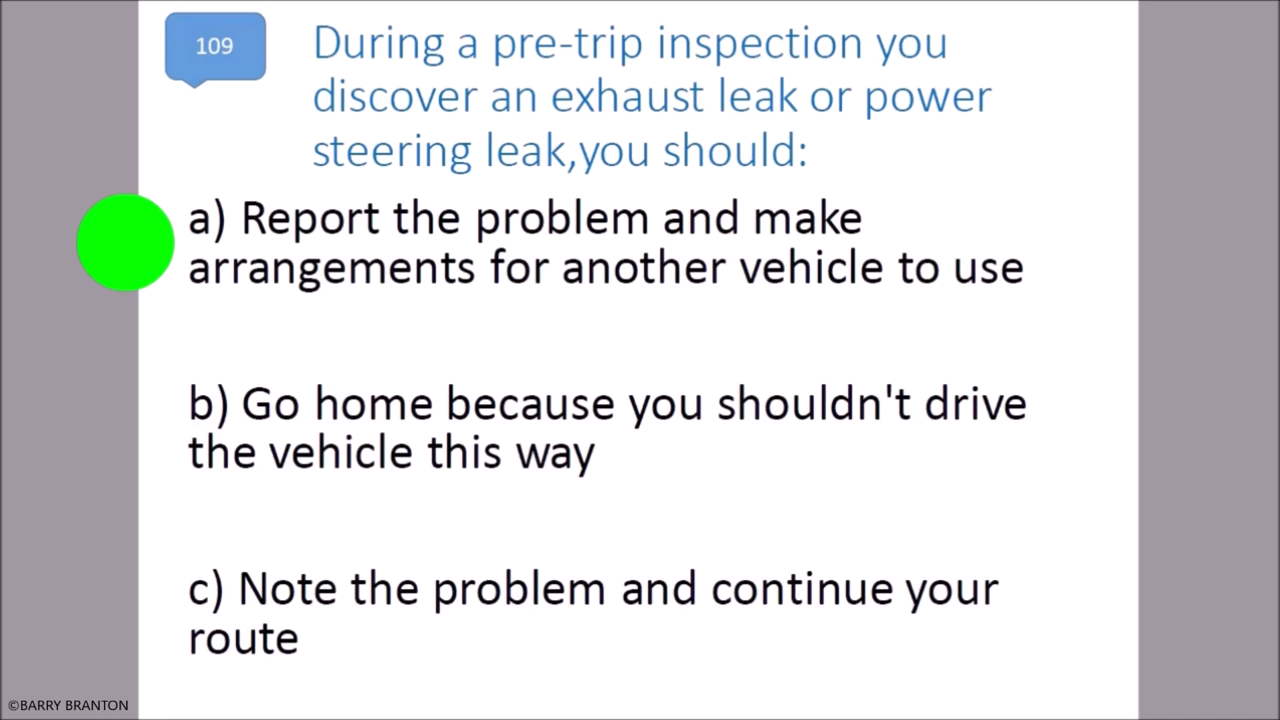 109
During a pre-trip inspection you
discover an exhaust leak or power
steering leak,you should:
a) Report the problem and make
arrangements for another vehicle to use
b) Go home because you shouldn't drive
the vehicle this way
c) Note the problem and continue your
route
©BARRY BRANTON